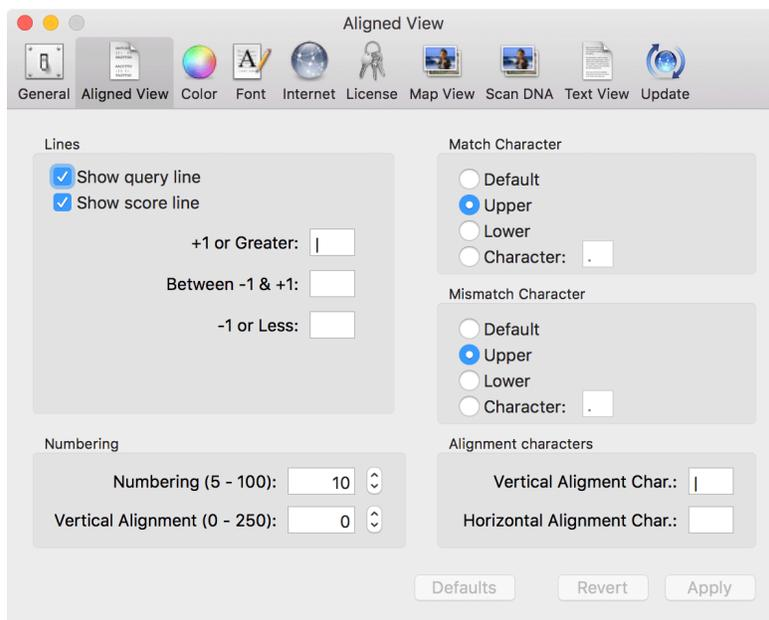 Aligned View
General Aligned View Color Font Internet License Map View Scan DNA Text View Update
Lines
Show query line
Show score line
+1 or Greater: |
Between -1 & +1:
-1 or Less:
Match Character
Default
Upper
Lower
Character: .
Mismatch Character
Default
Upper
Lower
Character: .
Numbering
Numbering (5 - 100): 10
Vertical Alignment (0 - 250): 0
Alignment characters
Vertical Aligment Char.: |
Horizontal Alignment Char.:
Defaults Revert Apply